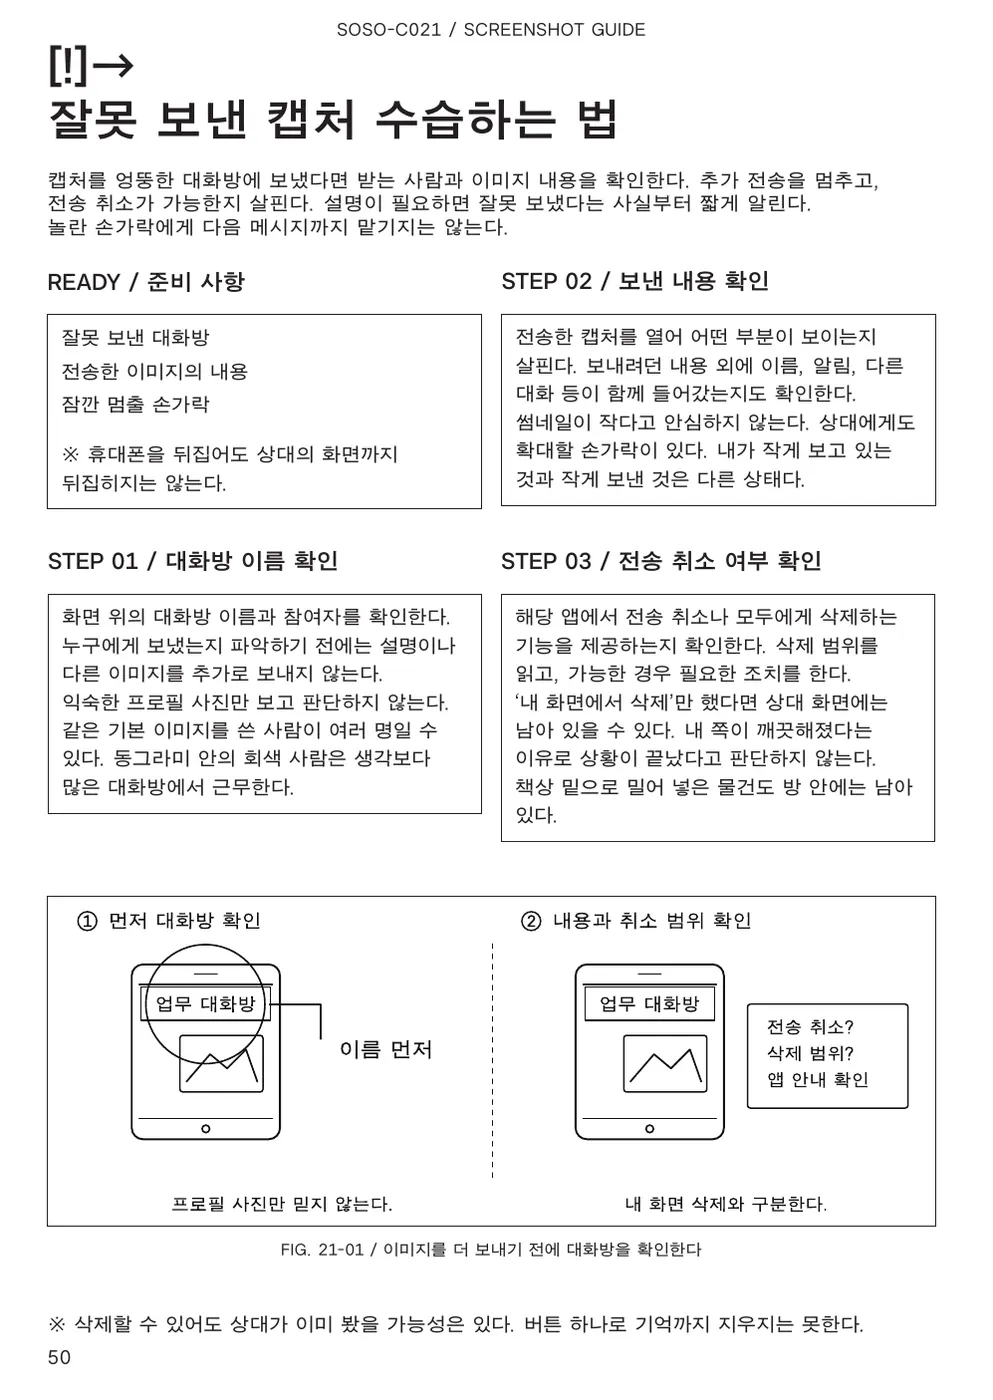 SOSO-C021 / SCREENSHOT GUIDE
[!]→
잘못 보낸 캡처 수습하는 법
캡처를 엉뚱한 대화방에 보냈다면 받는 사람과 이미지 내용을 확인한다. 추가 전송을 멈추고,
전송 취소가 가능한지 살핀다. 설명이 필요하면 잘못 보냈다는 사실부터 짧게 알린다.
놀란 손가락에게 다음 메시지까지 맡기지는 않는다.
READY / 준비 사항
잘못 보낸 대화방
전송한 이미지의 내용
잠깐 멈출 손가락
※ 휴대폰을 뒤집어도 상대의 화면까지
뒤집히지는 않는다.
STEP 01 / 대화방 이름 확인
화면 위의 대화방 이름과 참여자를 확인한다.
누구에게 보냈는지 파악하기 전에는 설명이나
다른 이미지를 추가로 보내지 않는다.
익숙한 프로필 사진만 보고 판단하지 않는다.
같은 기본 이미지를 쓴 사람이 여러 명일 수
있다. 동그라미 안의 회색 사람은 생각보다
많은 대화방에서 근무한다.
STEP 02 / 보낸 내용 확인
전송한 캡처를 열어 어떤 부분이 보이는지
살핀다. 보내려던 내용 외에 이름, 알림, 다른
대화 등이 함께 들어갔는지도 확인한다.
썸네일이 작다고 안심하지 않는다. 상대에게도
확대할 손가락이 있다. 내가 작게 보고 있는
것과 작게 보낸 것은 다른 상태다.
STEP 03 / 전송 취소 여부 확인
해당 앱에서 전송 취소나 모두에게 삭제하는
기능을 제공하는지 확인한다. 삭제 범위를
읽고, 가능한 경우 필요한 조치를 한다.
‘내 화면에서 삭제’만 했다면 상대 화면에는
남아 있을 수 있다. 내 쪽이 깨끗해졌다는
이유로 상황이 끝났다고 판단하지 않는다.
책상 밑으로 밀어 넣은 물건도 방 안에는 남아
있다.
① 먼저 대화방 확인
업무 대화방
이름 먼저
프로필 사진만 믿지 않는다.
② 내용과 취소 범위 확인
업무 대화방
전송 취소?
삭제 범위?
앱 안내 확인
내 화면 삭제와 구분한다.
FIG. 21-01 / 이미지를 더 보내기 전에 대화방을 확인한다
※ 삭제할 수 있어도 상대가 이미 봤을 가능성은 있다. 버튼 하나로 기억까지 지우지는 못한다.
50